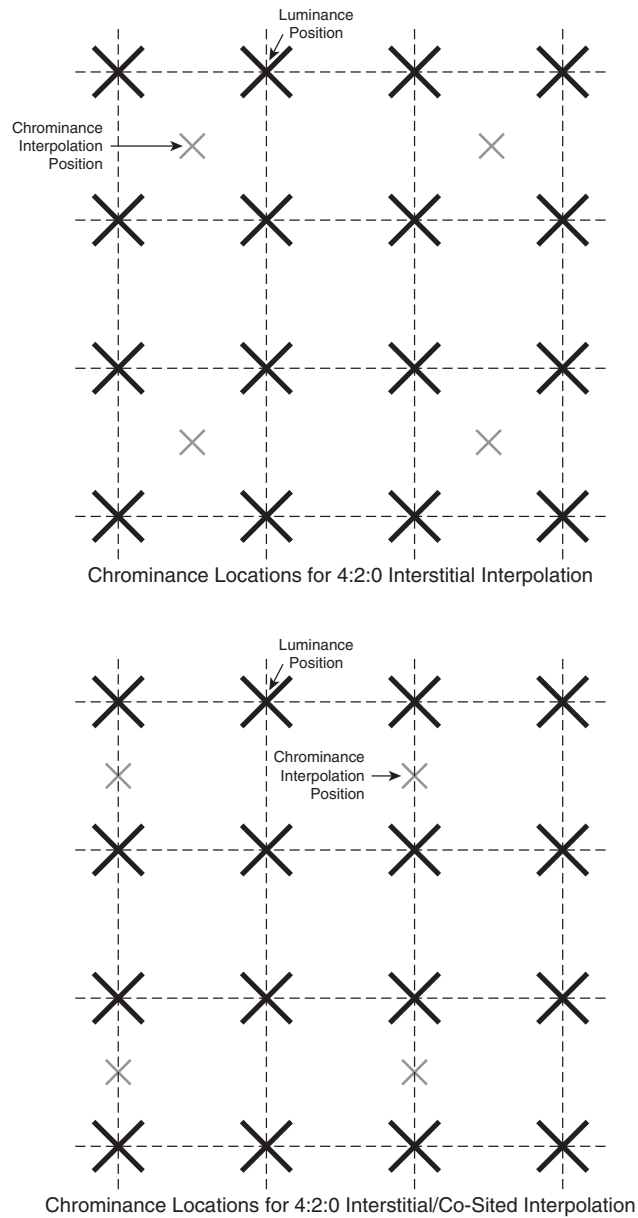 Luminance
Position
Chrominance
Interpolation
Position
Chrominance Locations for 4:2:0 Interstitial Interpolation
Luminance
Position
Chrominance
Interpolation
Position
Chrominance Locations for 4:2:0 Interstitial/Co-Sited Interpolation